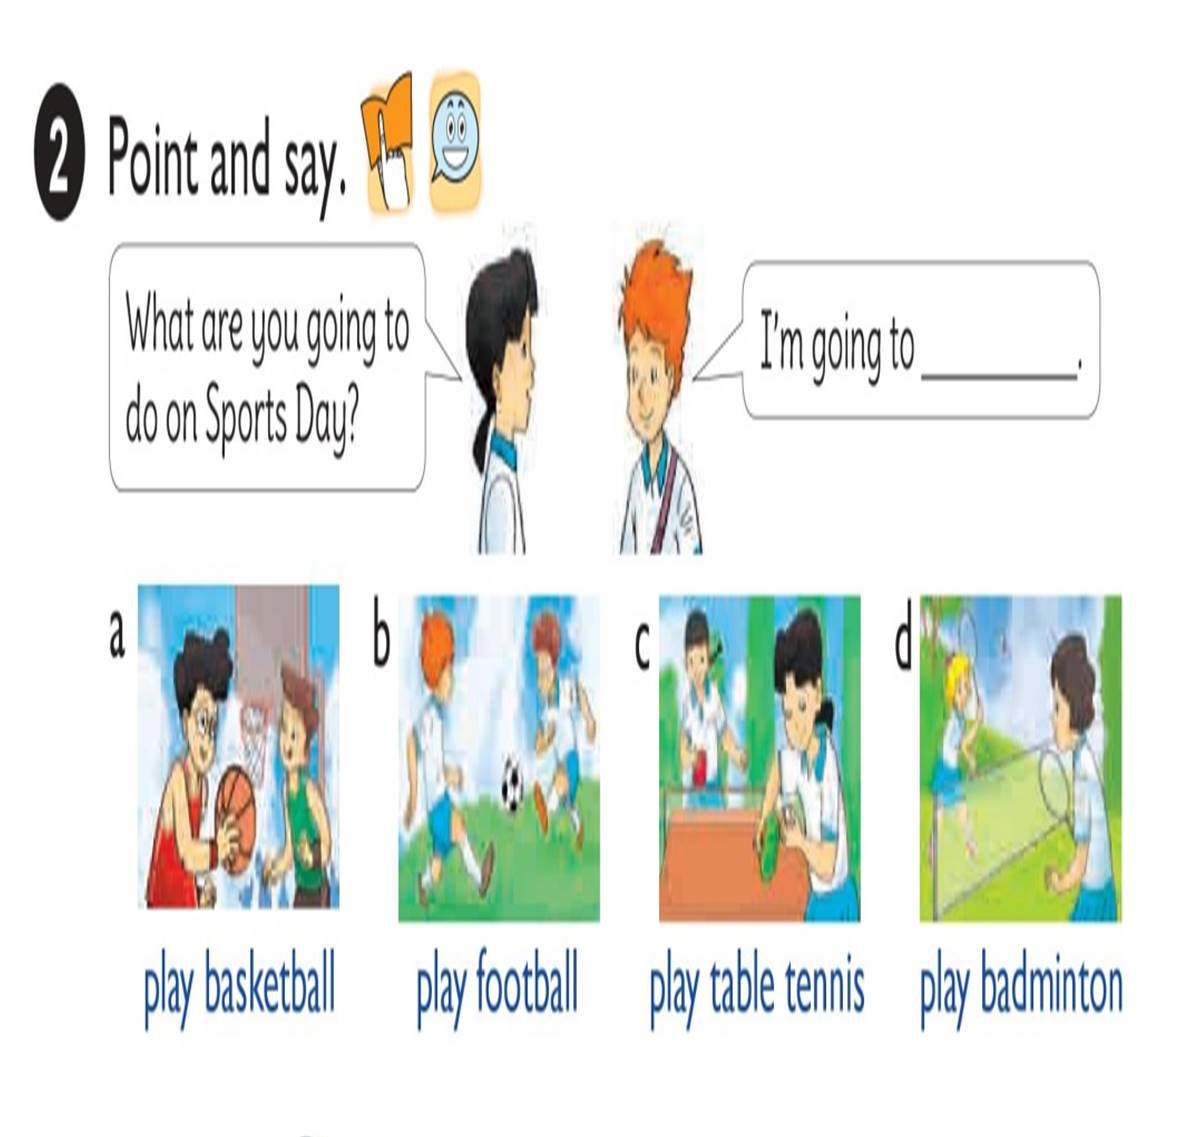 2 Point and say.
What are you going to
do on Sports Day?
I'm going to __________.
a
b
c
d
play basketball
play football
play table tennis
play badminton